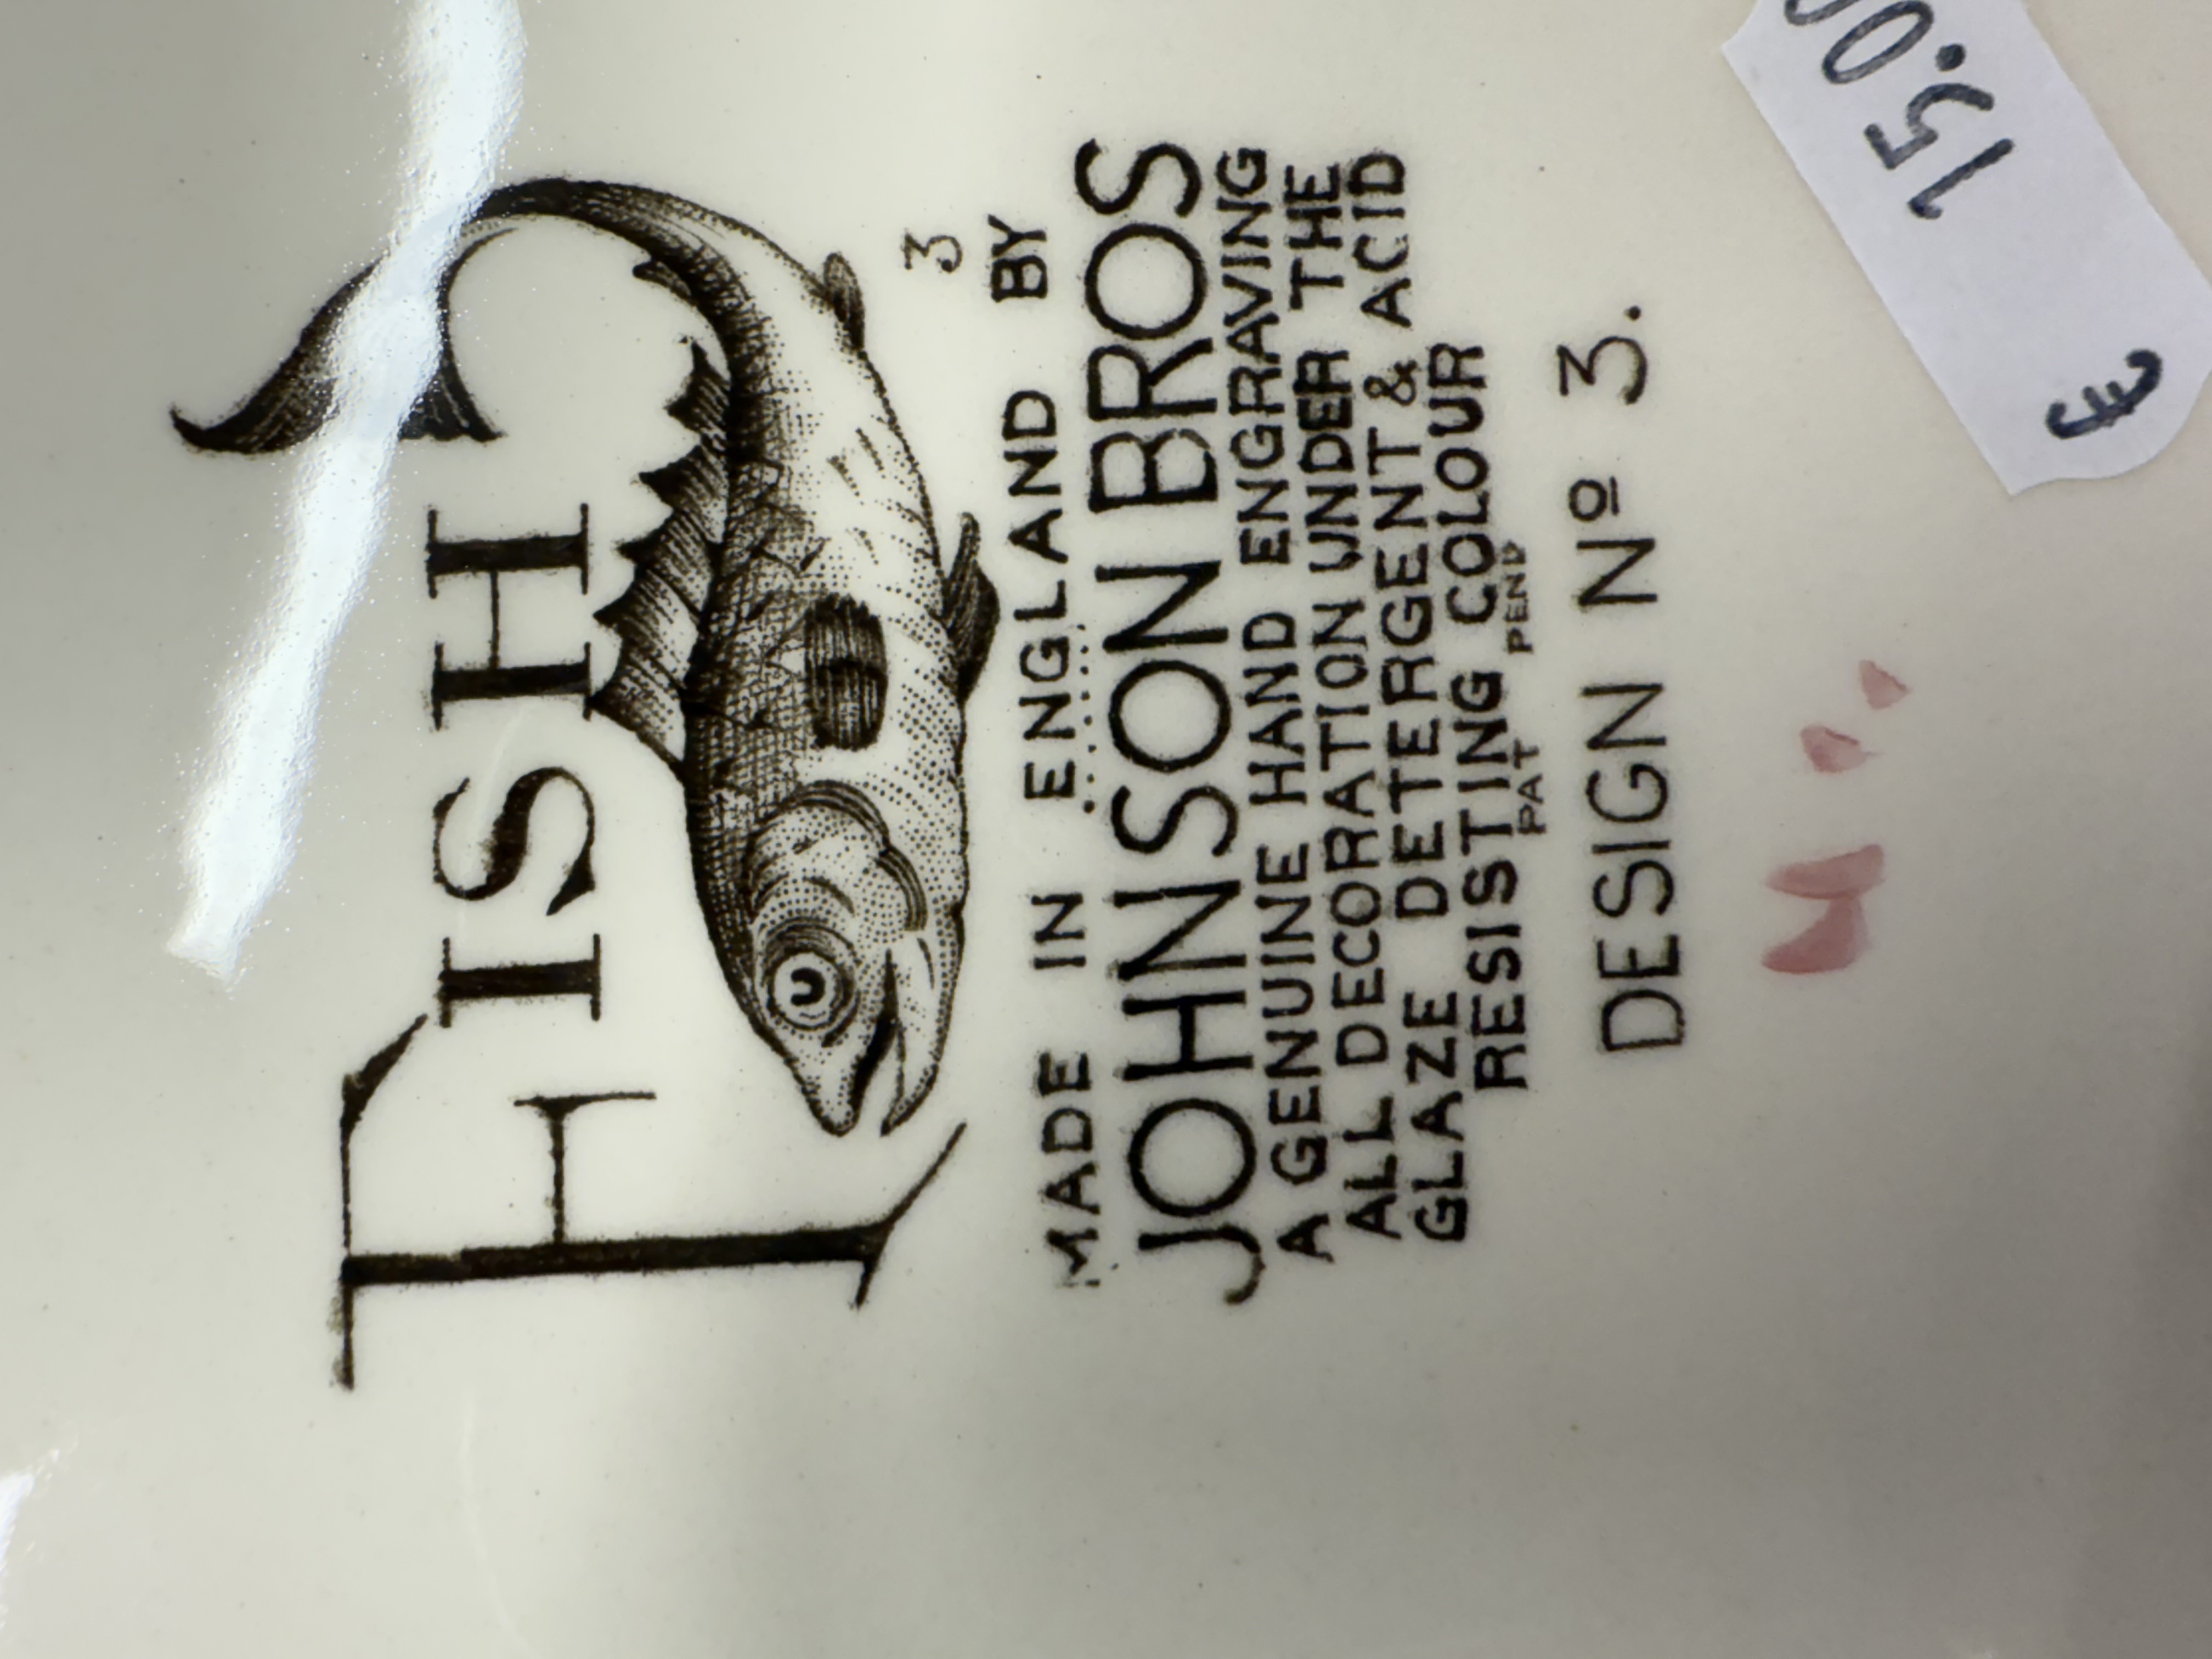 FISH
3
MADE IN ENGLAND BY
JOHNSON BROS
A GENUINE HAND ENGRAVING
ALL DECORATION UNDER THE
GLAZE DETERGENT & ACID
RESISTING COLOUR
PAT PEND
DESIGN Nº 3.
€ 15.00